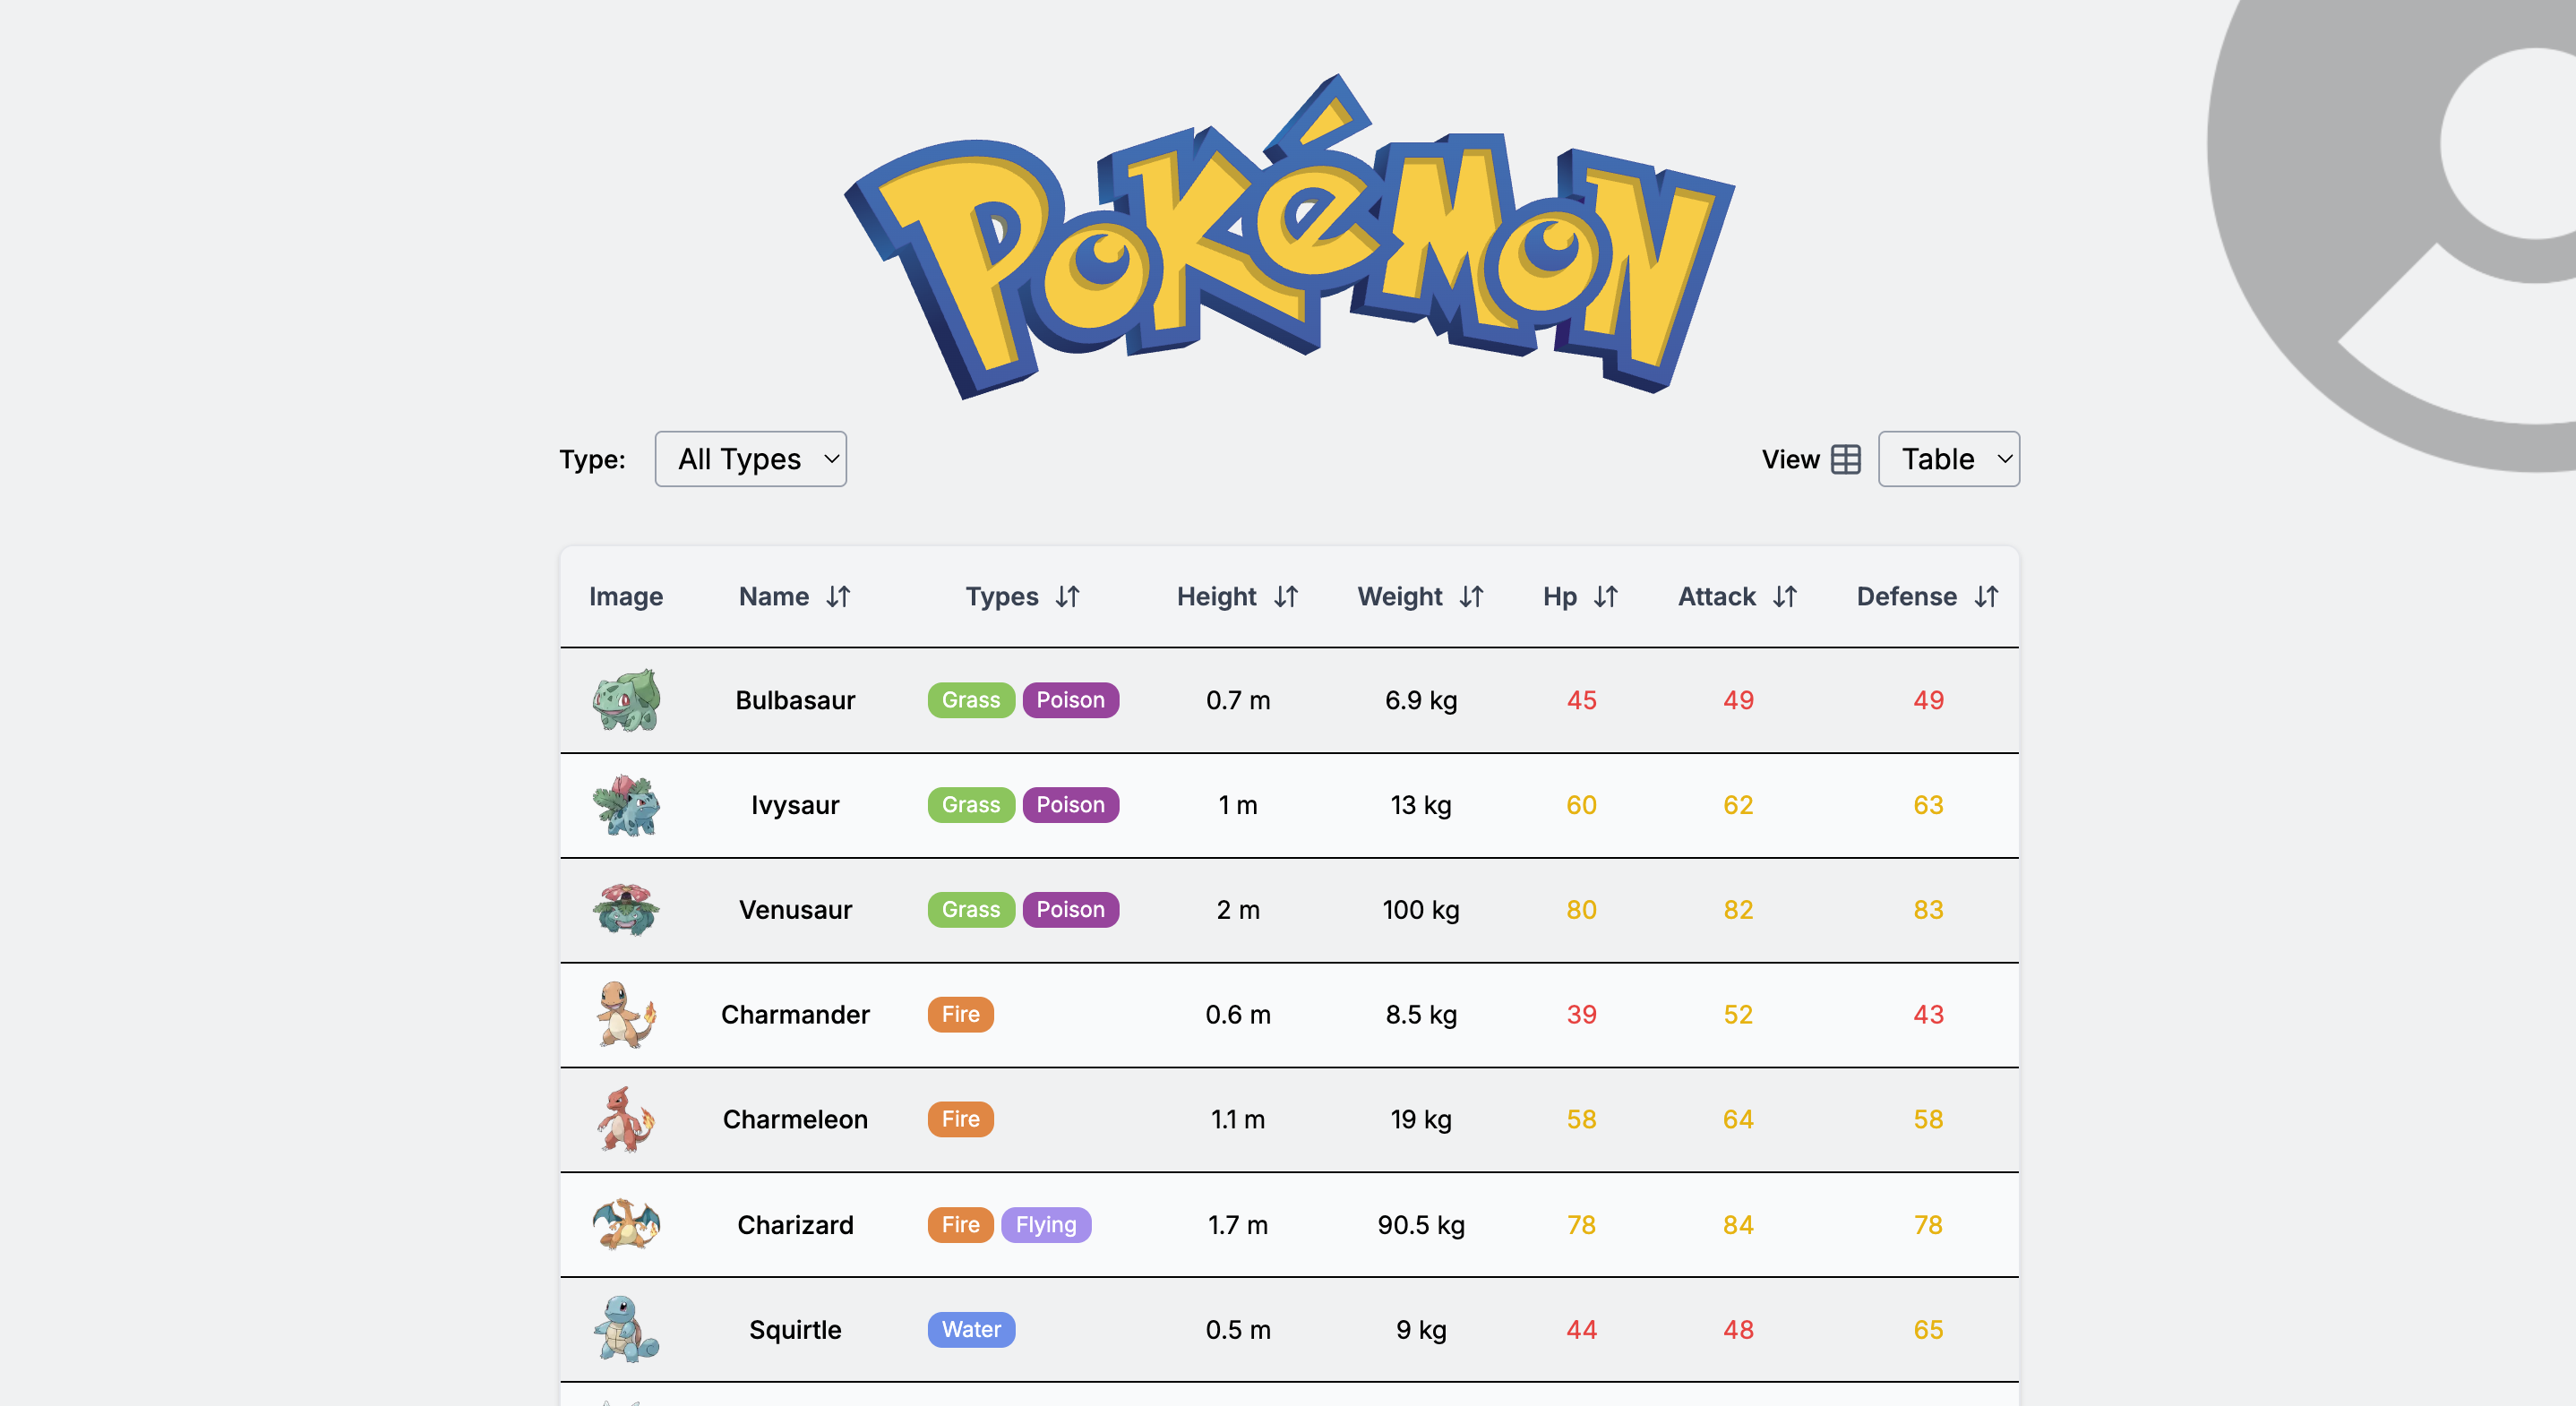 Pokémon
Type: All Types View Table
Image Name Types Height Weight Hp Attack Defense
Bulbasaur Grass Poison 0.7 m 6.9 kg 45 49 49
Ivysaur Grass Poison 1 m 13 kg 60 62 63
Venusaur Grass Poison 2 m 100 kg 80 82 83
Charmander Fire 0.6 m 8.5 kg 39 52 43
Charmeleon Fire 1.1 m 19 kg 58 64 58
Charizard Fire Flying 1.7 m 90.5 kg 78 84 78
Squirtle Water 0.5 m 9 kg 44 48 65